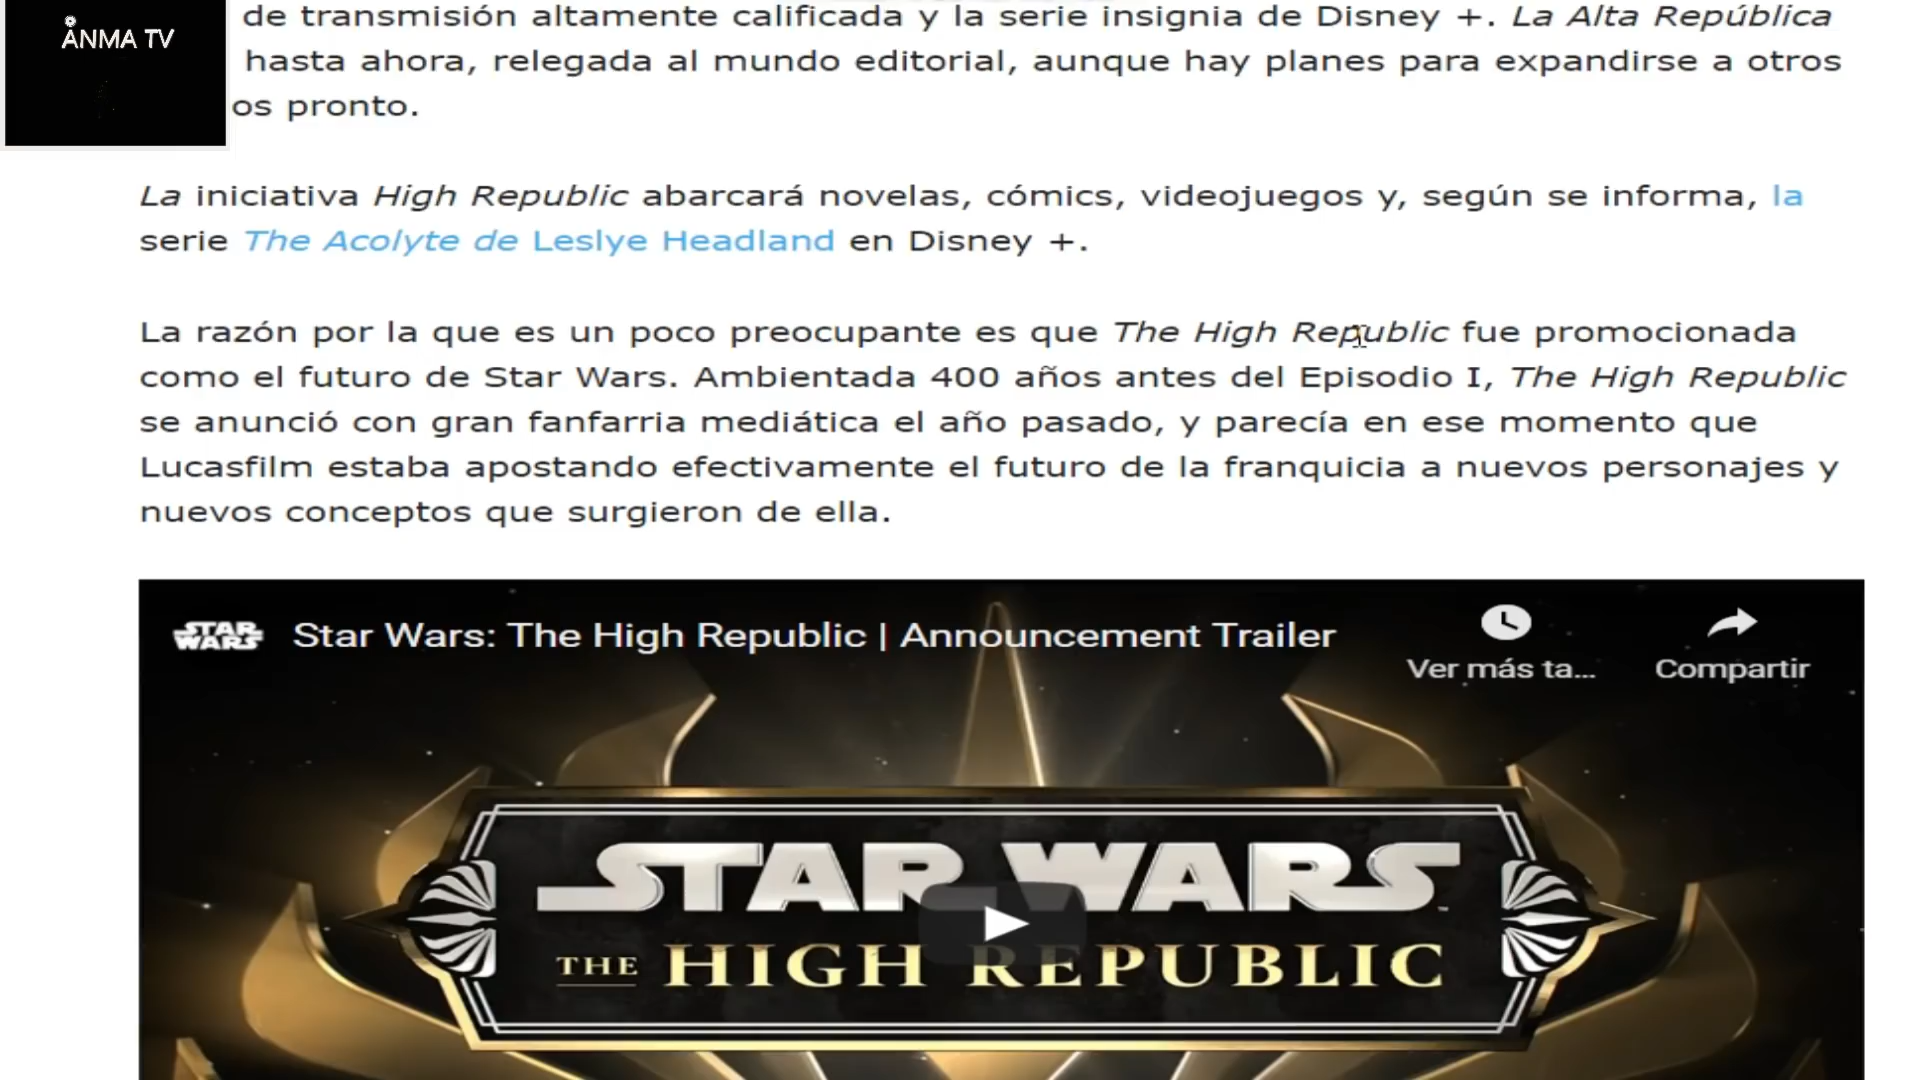 ÅNMA TV
de transmisión altamente calificada y la serie insignia de Disney +. La Alta República
hasta ahora, relegada al mundo editorial, aunque hay planes para expandirse a otros
os pronto.
La iniciativa High Republic abarcará novelas, cómics, videojuegos y, según se informa, la
serie The Acolyte de Leslye Headland en Disney +.
La razón por la que es un poco preocupante es que The High Republic fue promocionada
como el futuro de Star Wars. Ambientada 400 años antes del Episodio I, The High Republic
se anunció con gran fanfarria mediática el año pasado, y parecía en ese momento que
Lucasfilm estaba apostando efectivamente el futuro de la franquicia a nuevos personajes y
nuevos conceptos que surgieron de ella.
STAR WARS
Star Wars: The High Republic | Announcement Trailer
Ver más ta...
Compartir
STAR WARS
THE HIGH REPUBLIC